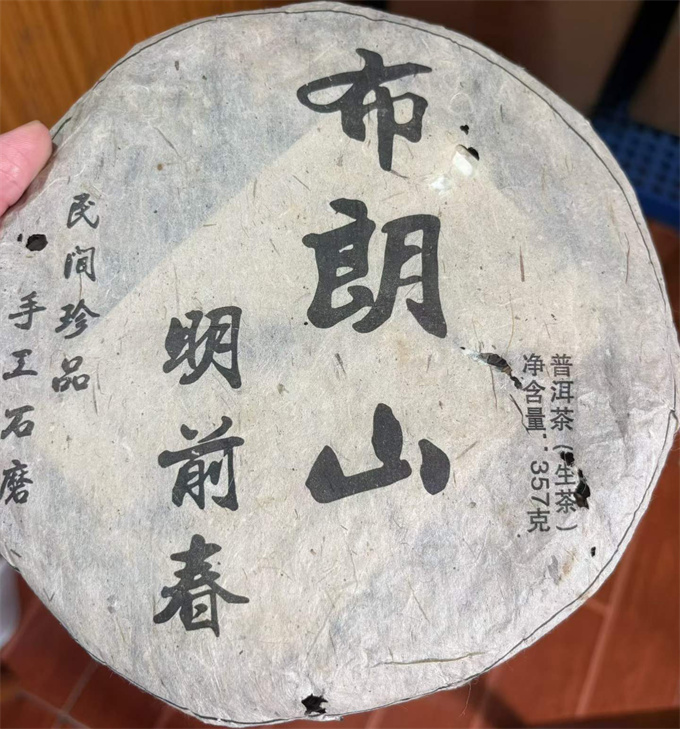 布朗山
明前春
民间珍品
手工石磨
普洱茶（生茶）
净含量：357克